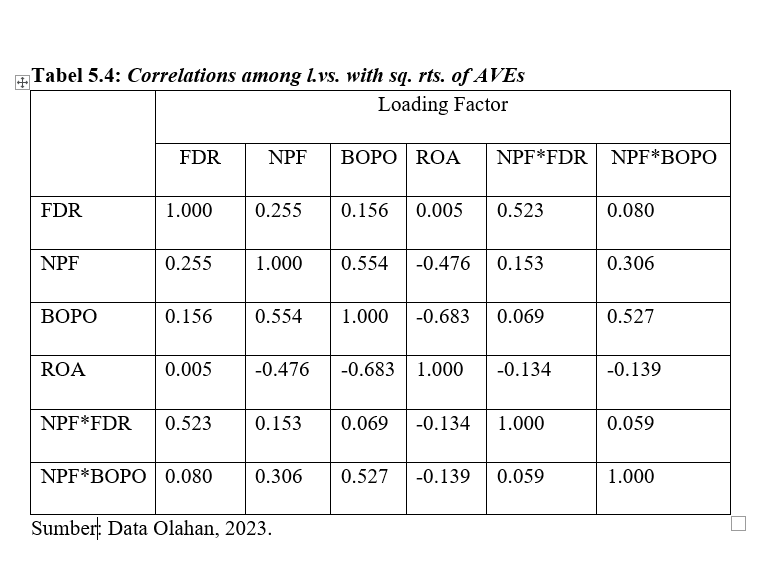 Tabel 5.4: Correlations among l.vs. with sq. rts. of AVEs
Loading Factor
FDR NPF BOPO ROA NPF*FDR NPF*BOPO
FDR 1.000 0.255 0.156 0.005 0.523 0.080
NPF 0.255 1.000 0.554 -0.476 0.153 0.306
BOPO 0.156 0.554 1.000 -0.683 0.069 0.527
ROA 0.005 -0.476 -0.683 1.000 -0.134 -0.139
NPF*FDR 0.523 0.153 0.069 -0.134 1.000 0.059
NPF*BOPO 0.080 0.306 0.527 -0.139 0.059 1.000
Sumber: Data Olahan, 2023.